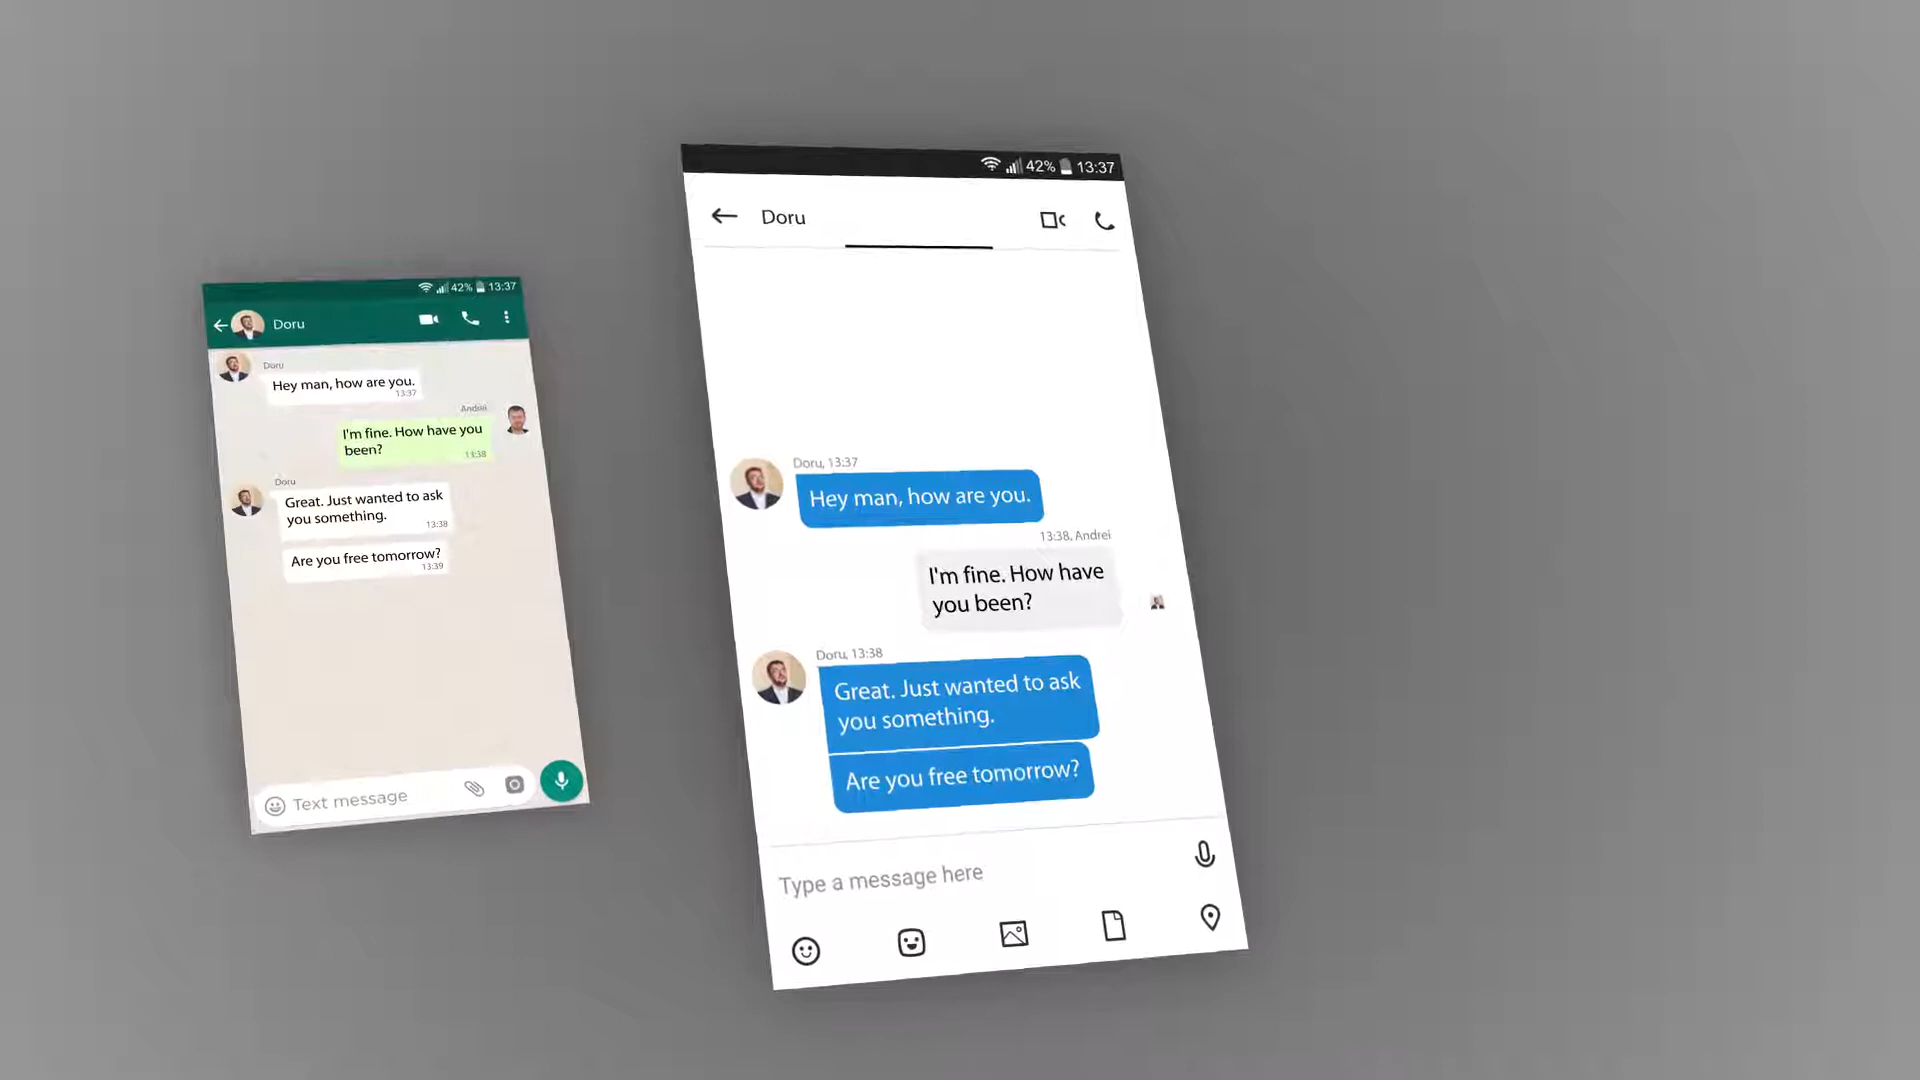 42% 13:37
Doru
Doru
Hey man, how are you.
13:37
Andrei
I'm fine. How have you
been?
13:38
Doru
Great. Just wanted to ask
you something.
13:38
Are you free tomorrow?
13:39
Text message
42% 13:37
Doru
Doru, 13:37
Hey man, how are you.
13:38, Andrei
I'm fine. How have
you been?
Doru, 13:38
Great. Just wanted to ask
you something.
Are you free tomorrow?
Type a message here